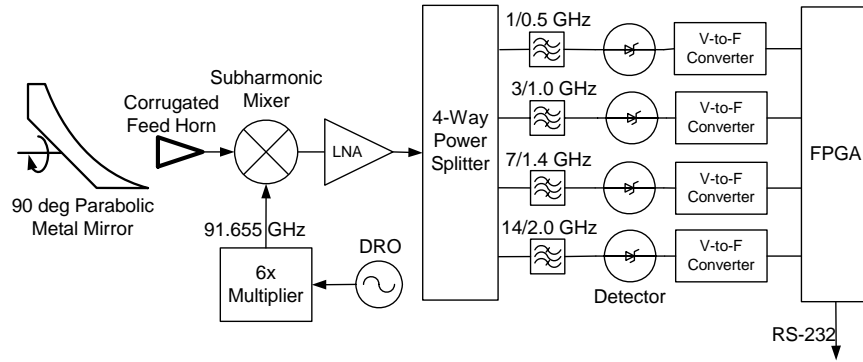 1/0.5 GHz
V-to-F
Converter
Subharmonic
Mixer
Corrugated
Feed Horn
LNA
4-Way
Power
Splitter
3/1.0 GHz
V-to-F
Converter
FPGA
90 deg Parabolic
Metal Mirror
7/1.4 GHz
V-to-F
Converter
91.655 GHz
DRO
14/2.0 GHz
V-to-F
Converter
6x
Multiplier
Detector
RS-232